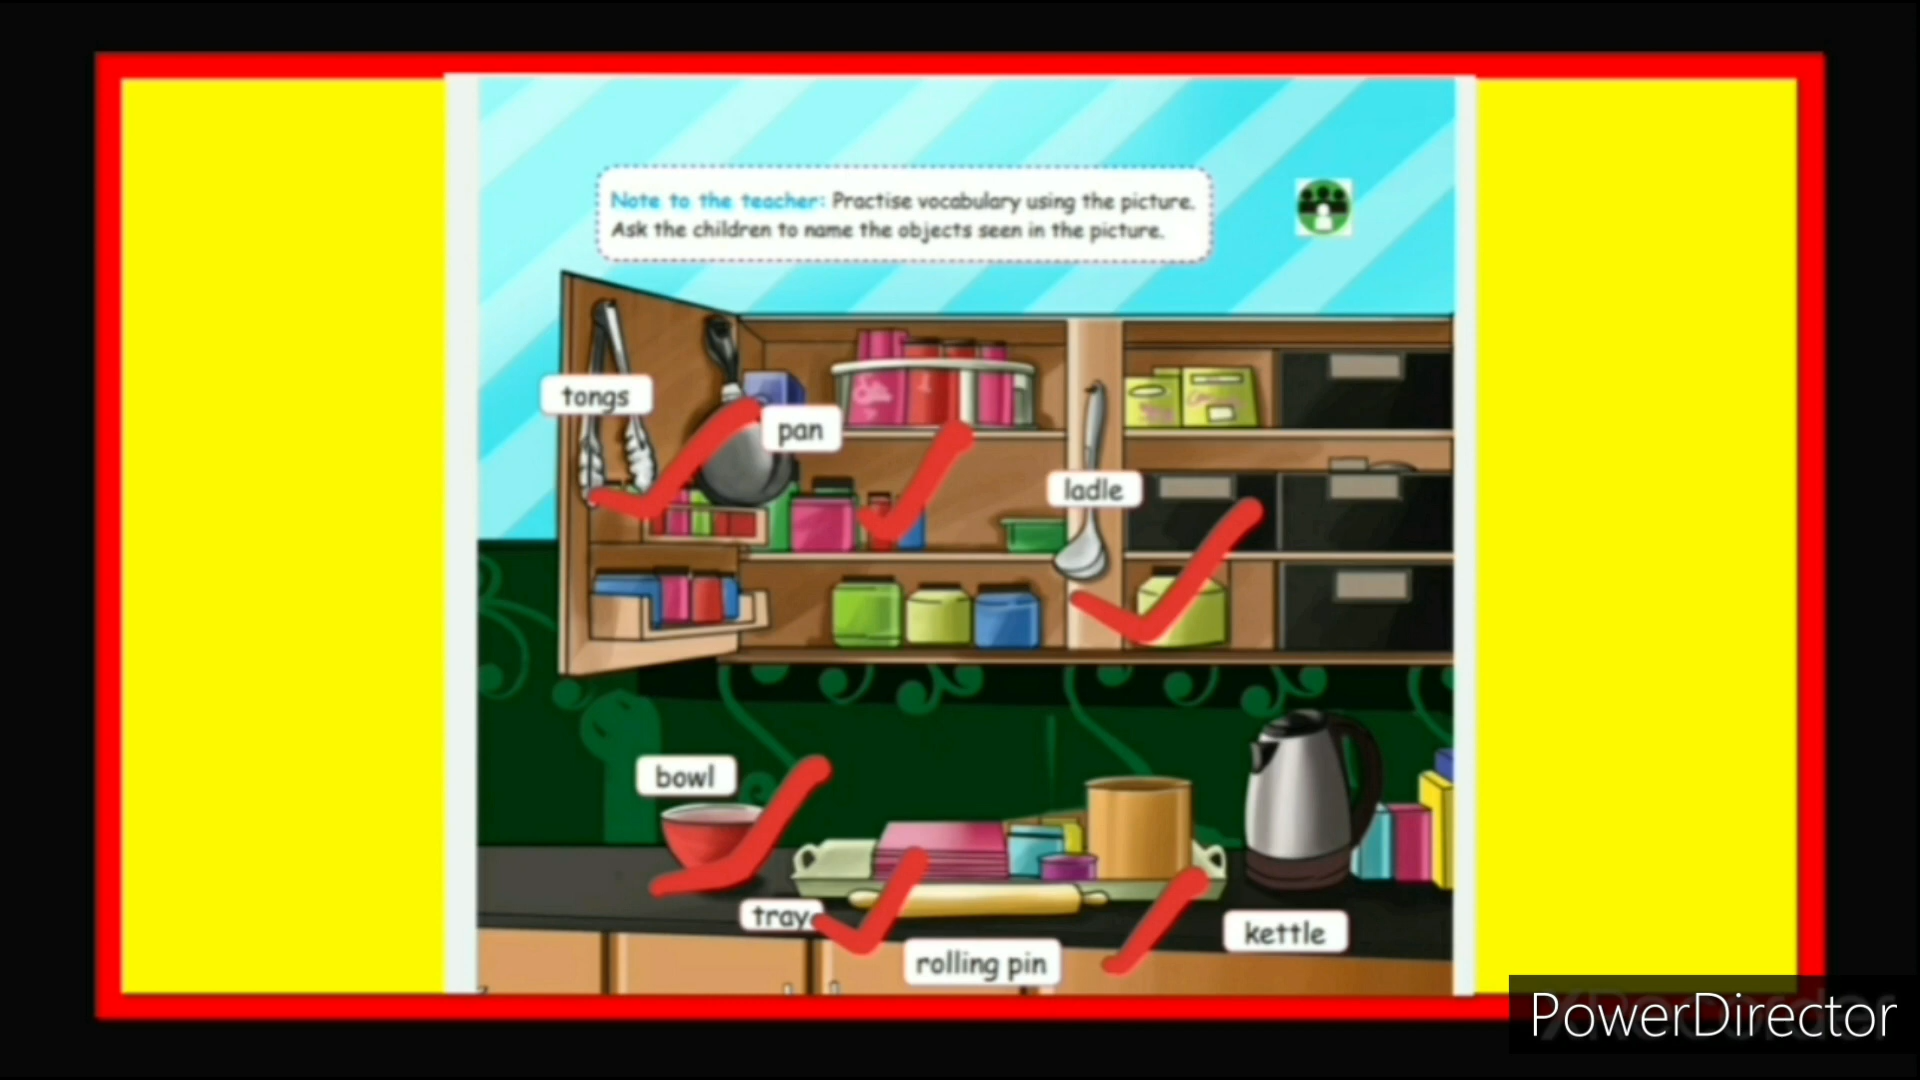 Note to the teacher: Practise vocabulary using the picture.
Ask the children to name the objects seen in the picture.
tongs
pan
ladle
bowl
tray
rolling pin
kettle
PowerDirector